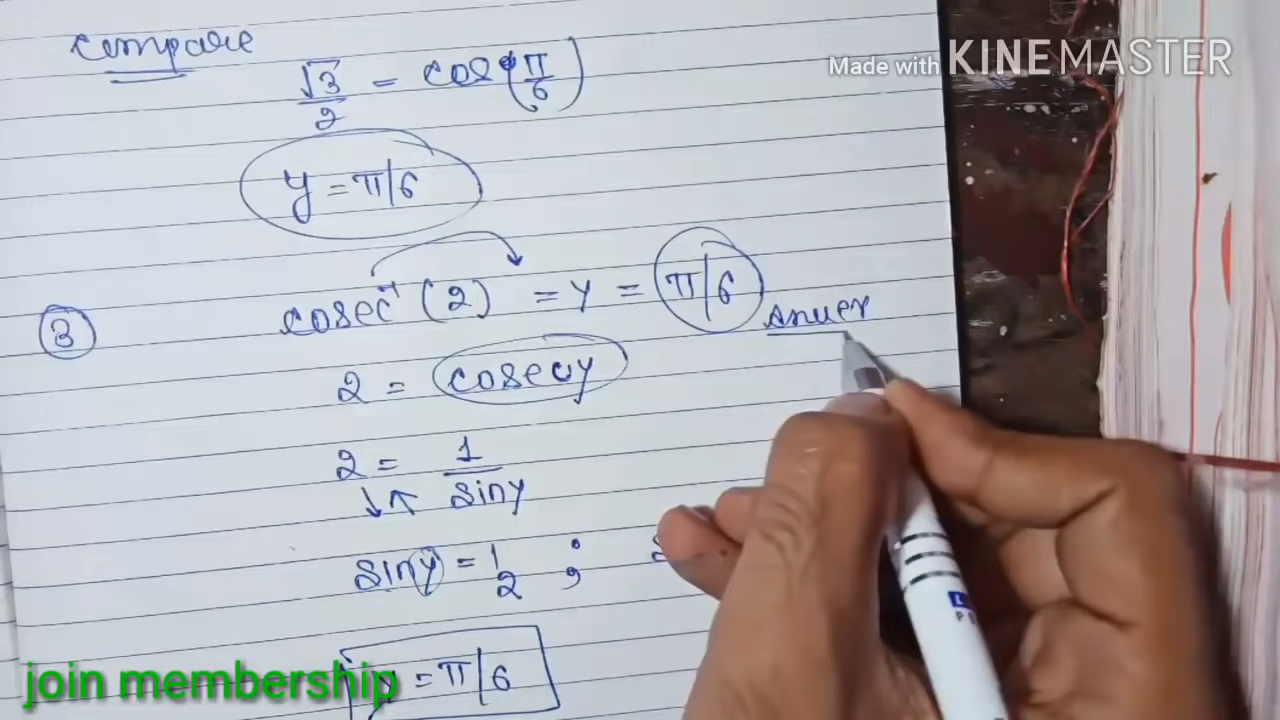 Made with KINEMASTER
Compare
√3/2 = cos(π/6)
y = π/6
3 cosec⁻¹ (2) = y = π/6
Anuer
2 = cosecy
2 = 1/siny
siny = 1/2 ;
= π/6
join membership